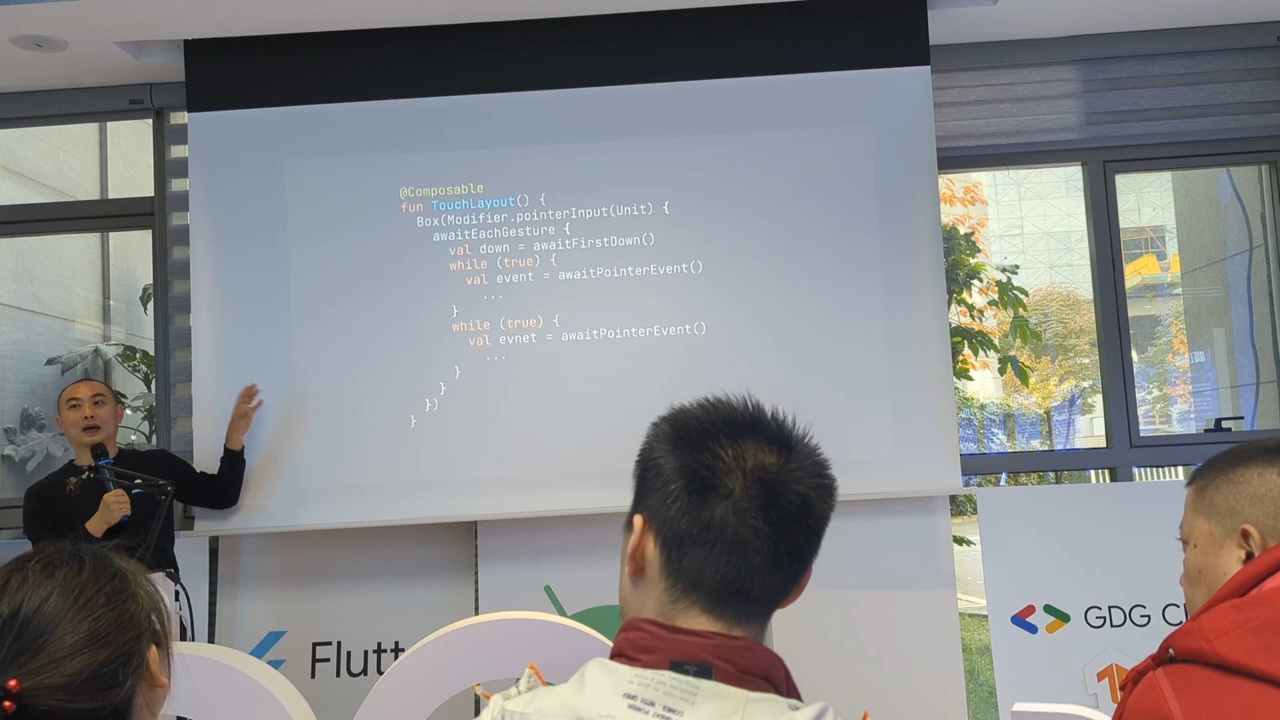 @Composable
fun TouchLayout() {
Box(Modifier.pointerInput(Unit) {
awaitEachGesture {
val down = awaitFirstDown()
while (true) {
val event = awaitPointerEvent()
...
}
while (true) {
val evnet = awaitPointerEvent()
...
}
}
})
}
Flutt
GDG C